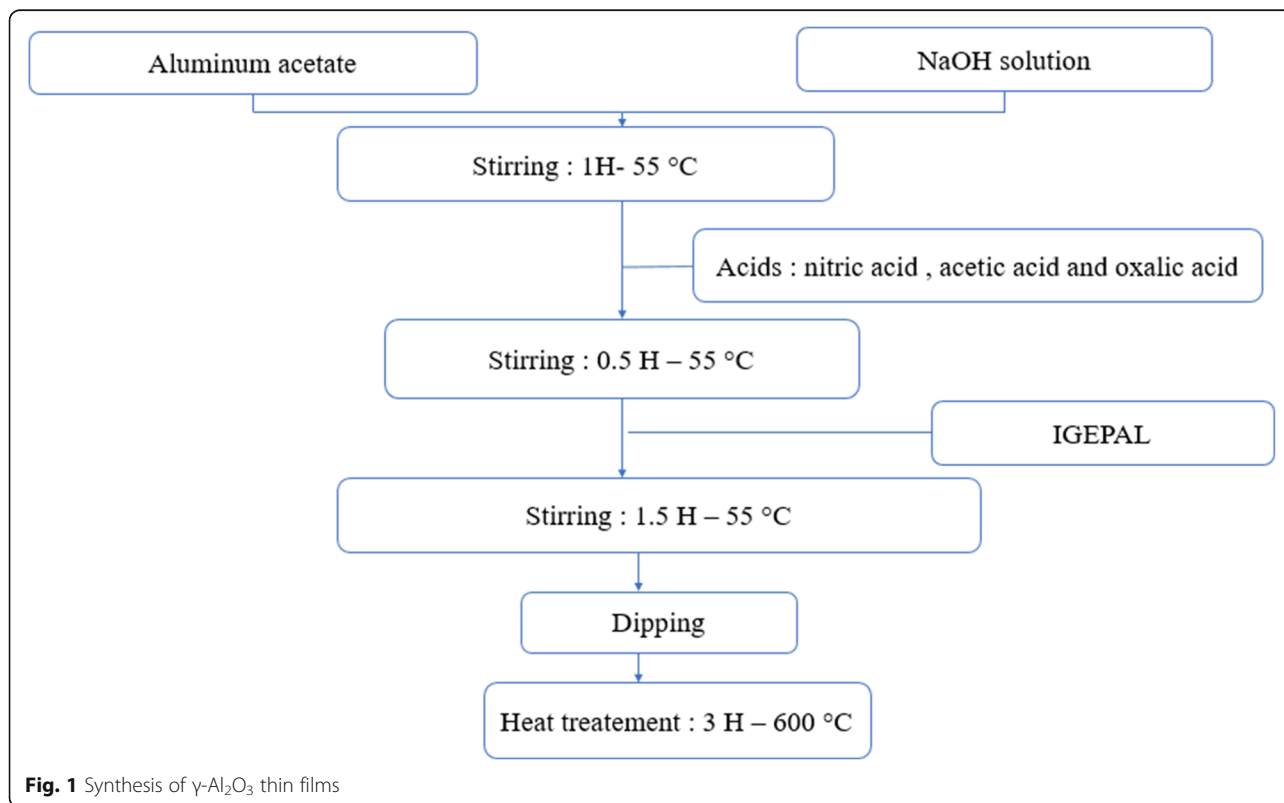 Aluminum acetate
NaOH solution
Stirring : 1H- 55 °C
Acids : nitric acid , acetic acid and oxalic acid
Stirring : 0.5 H – 55 °C
IGEPAL
Stirring : 1.5 H – 55 °C
Dipping
Heat treatement : 3 H – 600 °C
Fig. 1 Synthesis of γ-Al₂O₃ thin films